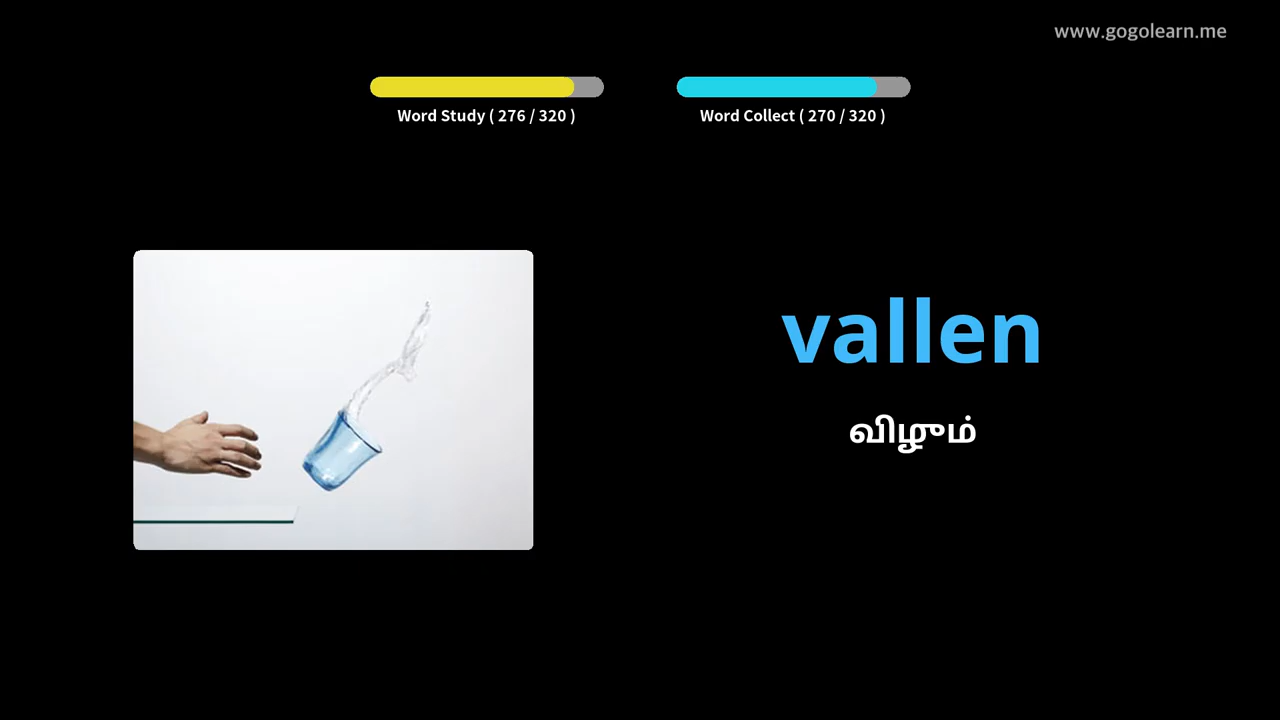 www.gogolearn.me
Word Study ( 276 / 320 )
Word Collect ( 270 / 320 )
vallen
விழும்